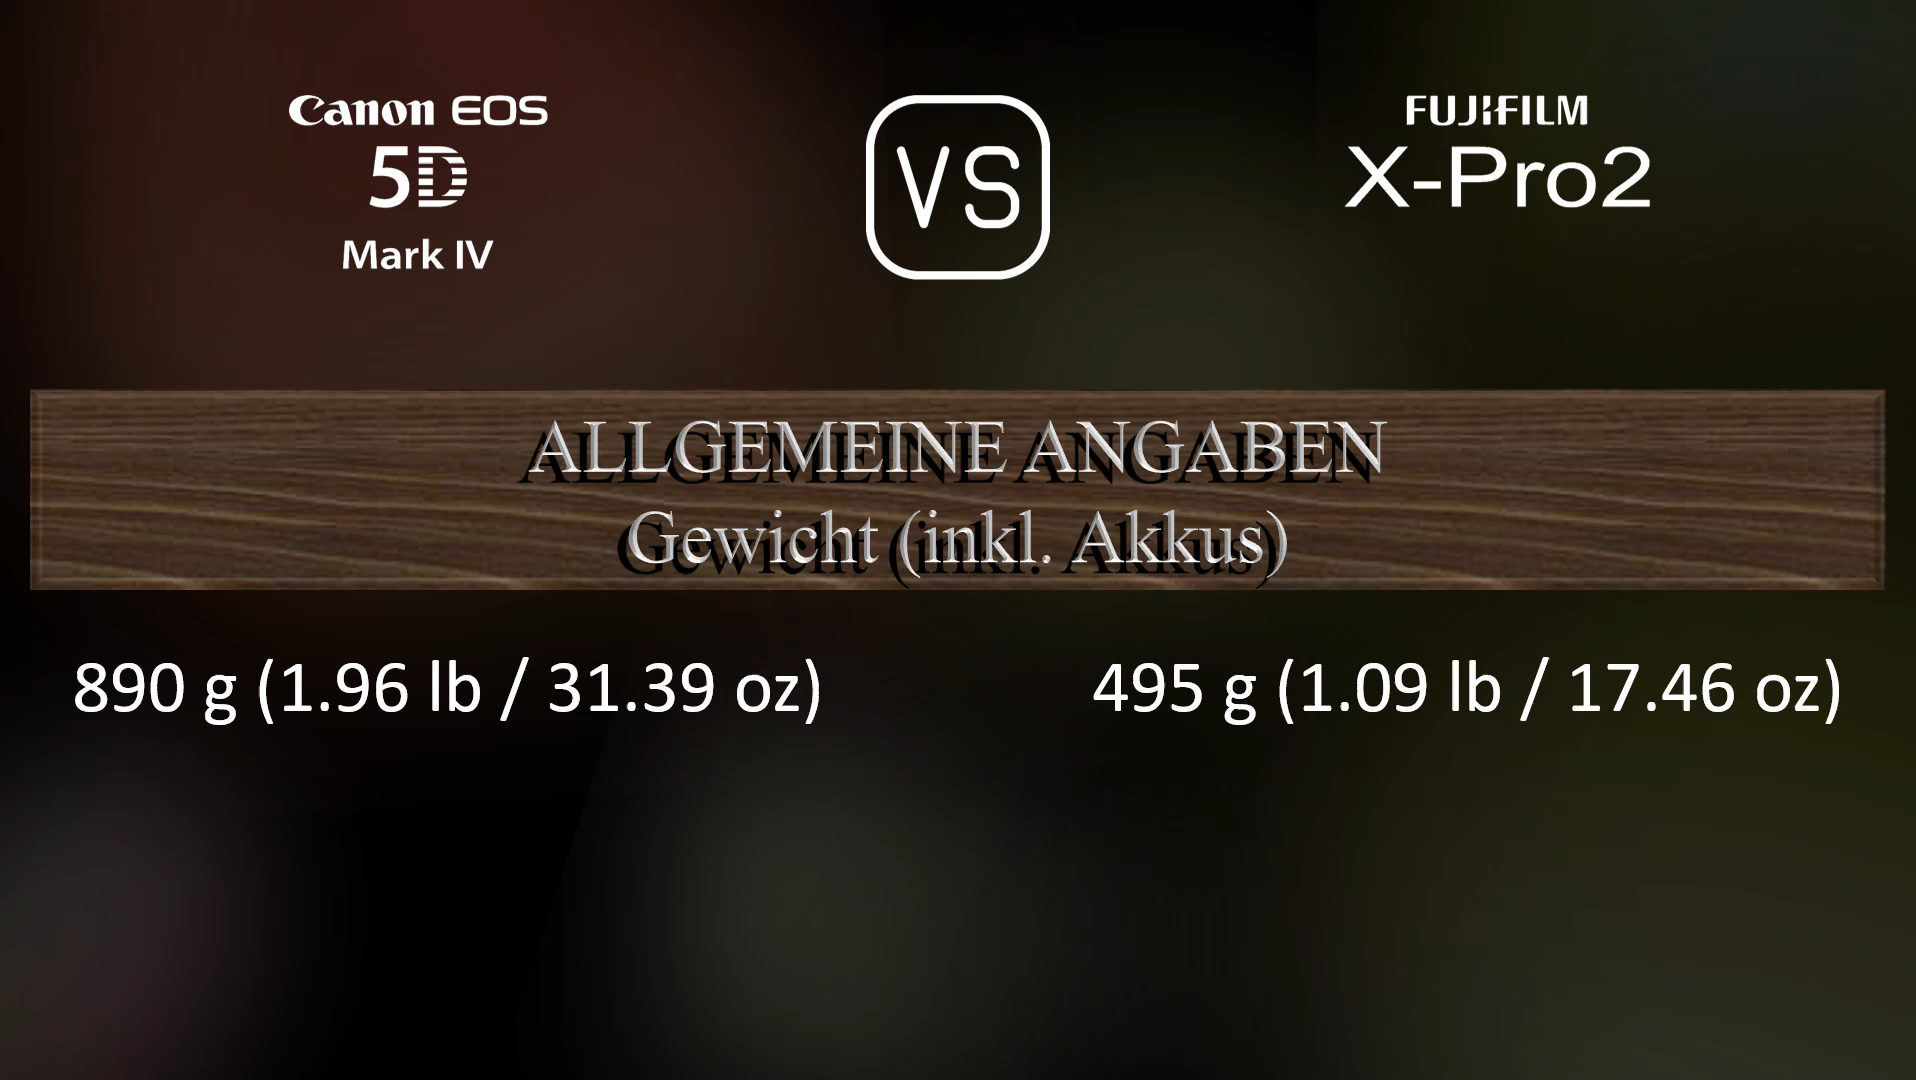 Canon EOS
5D
Mark IV
VS
FUJIFILM
X-Pro2
ALLGEMEINE ANGABEN
Gewicht (inkl. Akkus)
890 g (1.96 lb / 31.39 oz)
495 g (1.09 lb / 17.46 oz)